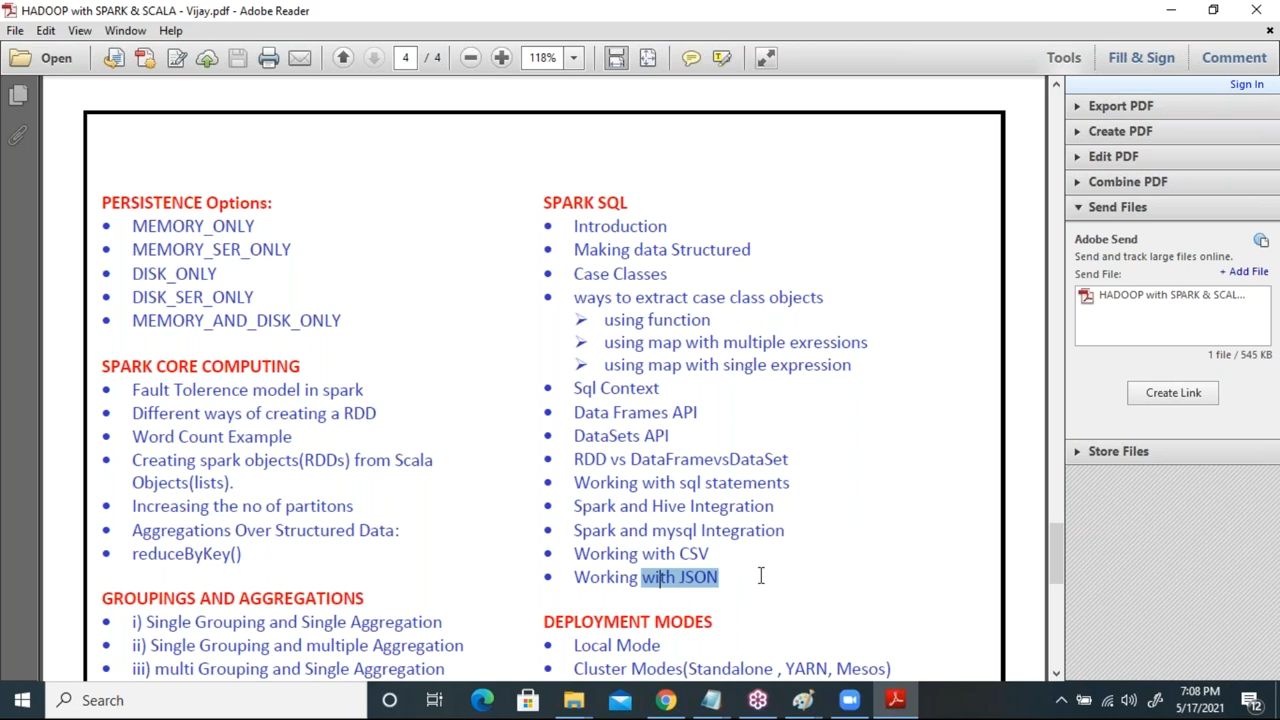 HADOOP with SPARK & SCALA - Vijay.pdf - Adobe Reader
File Edit View Window Help
Open 4 / 4 118% Tools Fill & Sign Comment
Sign In
Export PDF
Create PDF
Edit PDF
Combine PDF
Send Files
Adobe Send
Send and track large files online.
Send File: + Add File
HADOOP with SPARK & SCAL...
1 file / 545 KB
Create Link
Store Files
PERSISTENCE Options:
• MEMORY_ONLY
• MEMORY_SER_ONLY
• DISK_ONLY
• DISK_SER_ONLY
• MEMORY_AND_DISK_ONLY
SPARK CORE COMPUTING
• Fault Tolerence model in spark
• Different ways of creating a RDD
• Word Count Example
• Creating spark objects(RDDs) from Scala
Objects(lists).
• Increasing the no of partitons
• Aggregations Over Structured Data:
• reduceByKey()
GROUPINGS AND AGGREGATIONS
• i) Single Grouping and Single Aggregation
• ii) Single Grouping and multiple Aggregation
• iii) multi Grouping and Single Aggregation
SPARK SQL
• Introduction
• Making data Structured
• Case Classes
• ways to extract case class objects
➢ using function
➢ using map with multiple exressions
➢ using map with single expression
• Sql Context
• Data Frames API
• DataSets API
• RDD vs DataFramevsDataSet
• Working with sql statements
• Spark and Hive Integration
• Spark and mysql Integration
• Working with CSV
• Working with JSON
DEPLOYMENT MODES
• Local Mode
• Cluster Modes(Standalone , YARN, Mesos)
Search
7:08 PM
5/17/2021
12